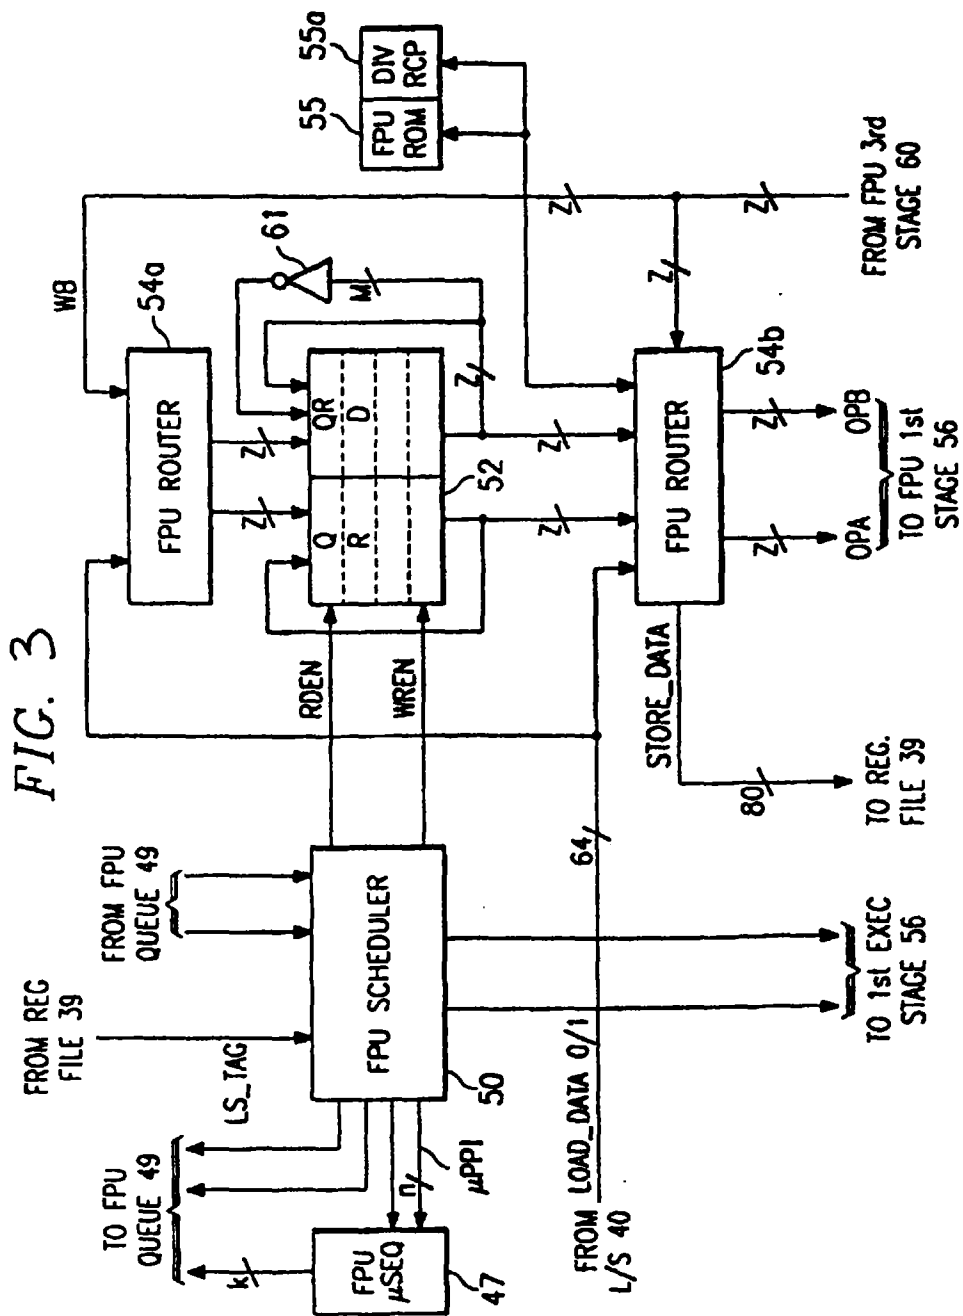 FIG. 3
TO FPU
QUEUE 49
FROM REG
FILE 39
FROM FPU
QUEUE 49
LS_TAG
k
FPU
µSEQ
47
n
µPP1
FPU SCHEDULER
50
TO 1st EXEC
STAGE 56
FROM LOAD_DATA 0/1
L/S 40
64
RDEN
WREN
WB
FPU ROUTER
54a
Z
Z
Q
R
QR
D
52
61
M
Z
Z
Z
55
55a
FPU
ROM
DIV
RCP
FPU ROUTER
54b
STORE_DATA
80
TO REG.
FILE 39
Z
Z
OPA
OPB
TO FPU 1st
STAGE 56
Z
Z
Z
FROM FPU 3rd
STAGE 60